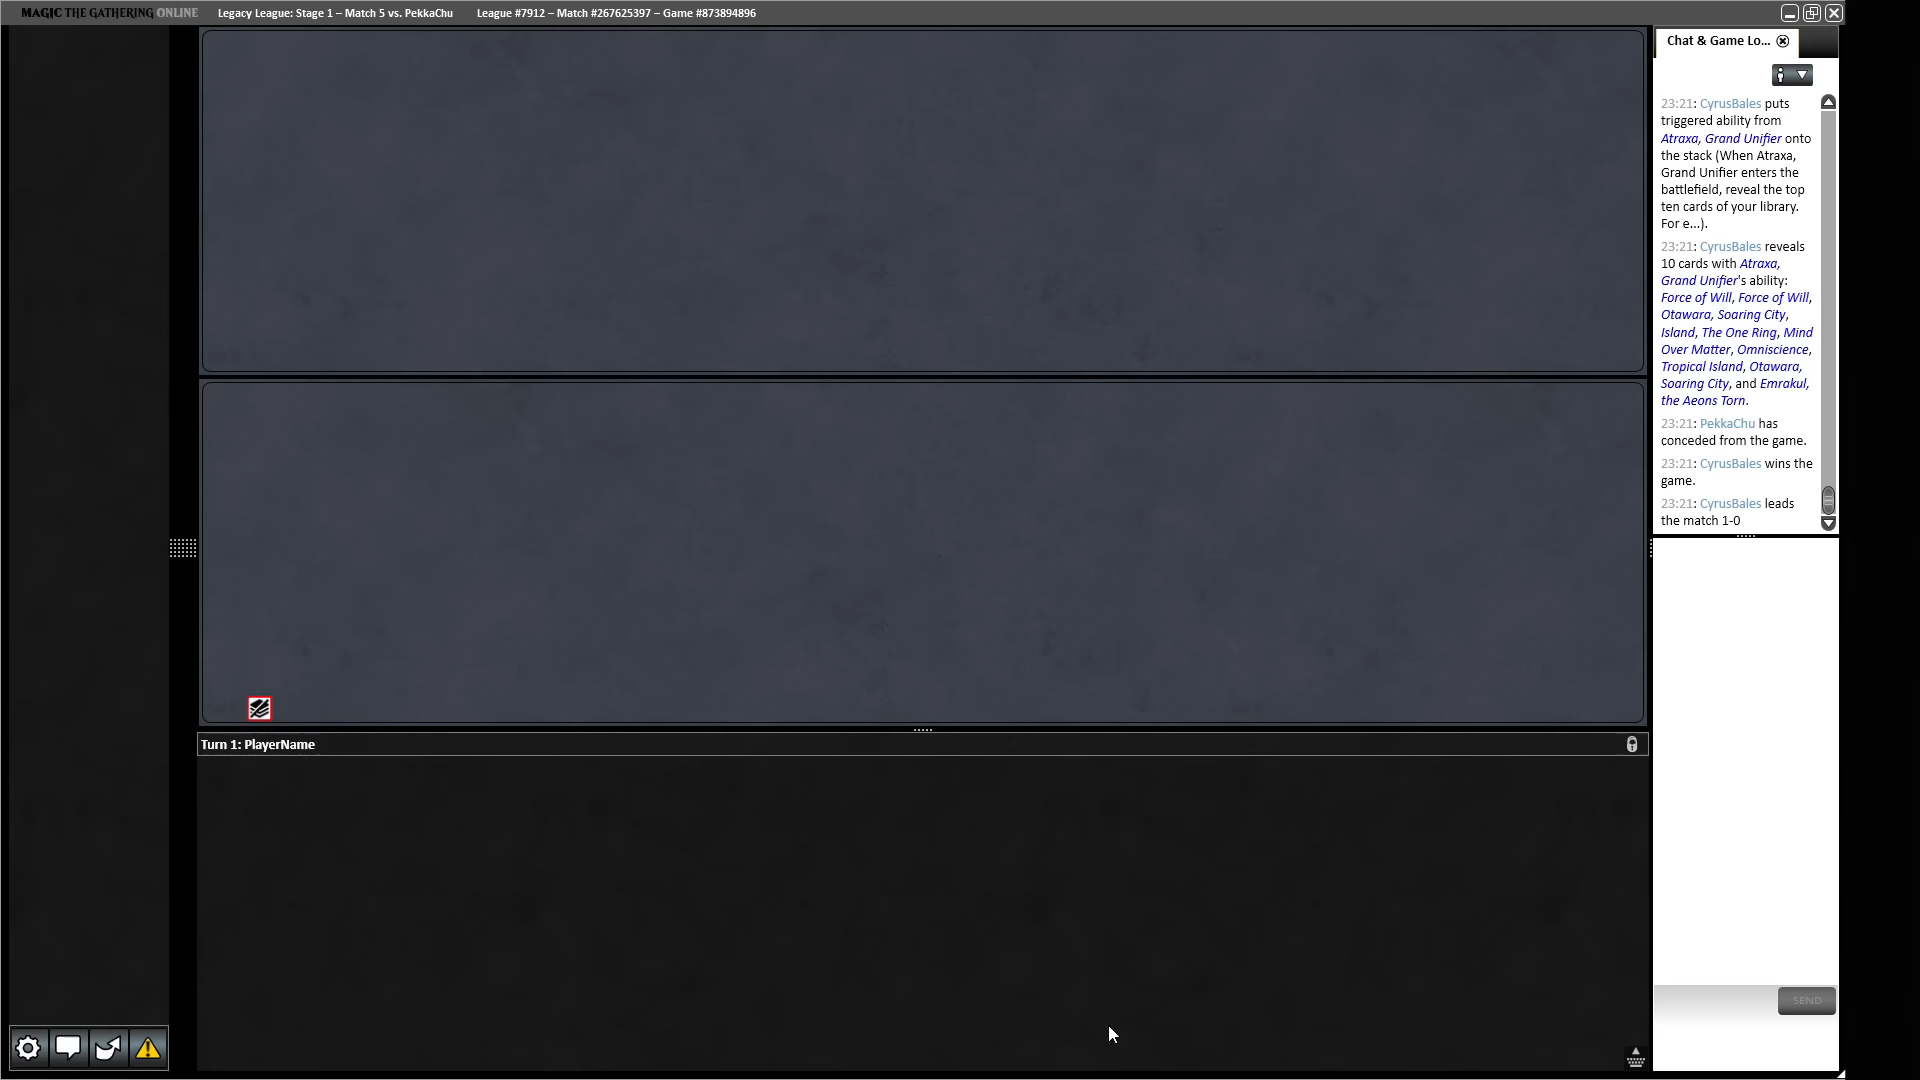 MAGIC THE GATHERING ONLINE
Legacy League: Stage 1 – Match 5 vs. PekkaChu
League #7912 – Match #267625397 – Game #873894896
Chat & Game Lo...
23:21: CyrusBales puts
triggered ability from
Atraxa, Grand Unifier onto
the stack (When Atraxa,
Grand Unifier enters the
battlefield, reveal the top
ten cards of your library.
For e...).
23:21: CyrusBales reveals
10 cards with Atraxa,
Grand Unifier's ability:
Force of Will, Force of Will,
Otawara, Soaring City,
Island, The One Ring, Mind
Over Matter, Omniscience,
Tropical Island, Otawara,
Soaring City, and Emrakul,
the Aeons Torn.
23:21: PekkaChu has
conceded from the game.
23:21: CyrusBales wins the
game.
23:21: CyrusBales leads
the match 1-0
Turn 1: PlayerName
SEND